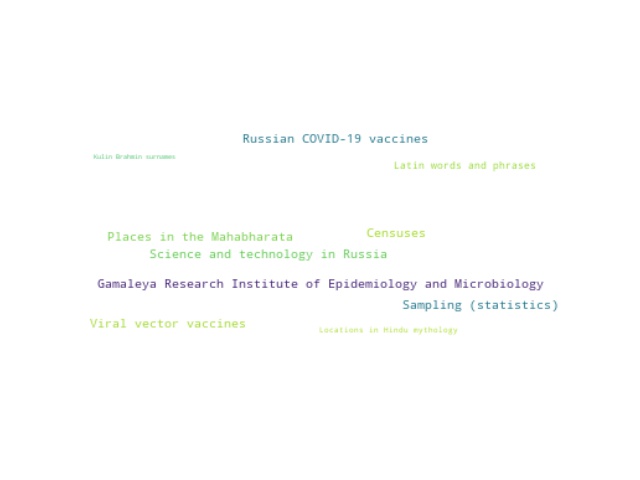 Russian COVID-19 vaccines
Kulin Brahmin surnames
Latin words and phrases
Places in the Mahabharata
Censuses
Science and technology in Russia
Gamaleya Research Institute of Epidemiology and Microbiology
Sampling (statistics)
Viral vector vaccines
Locations in Hindu mythology